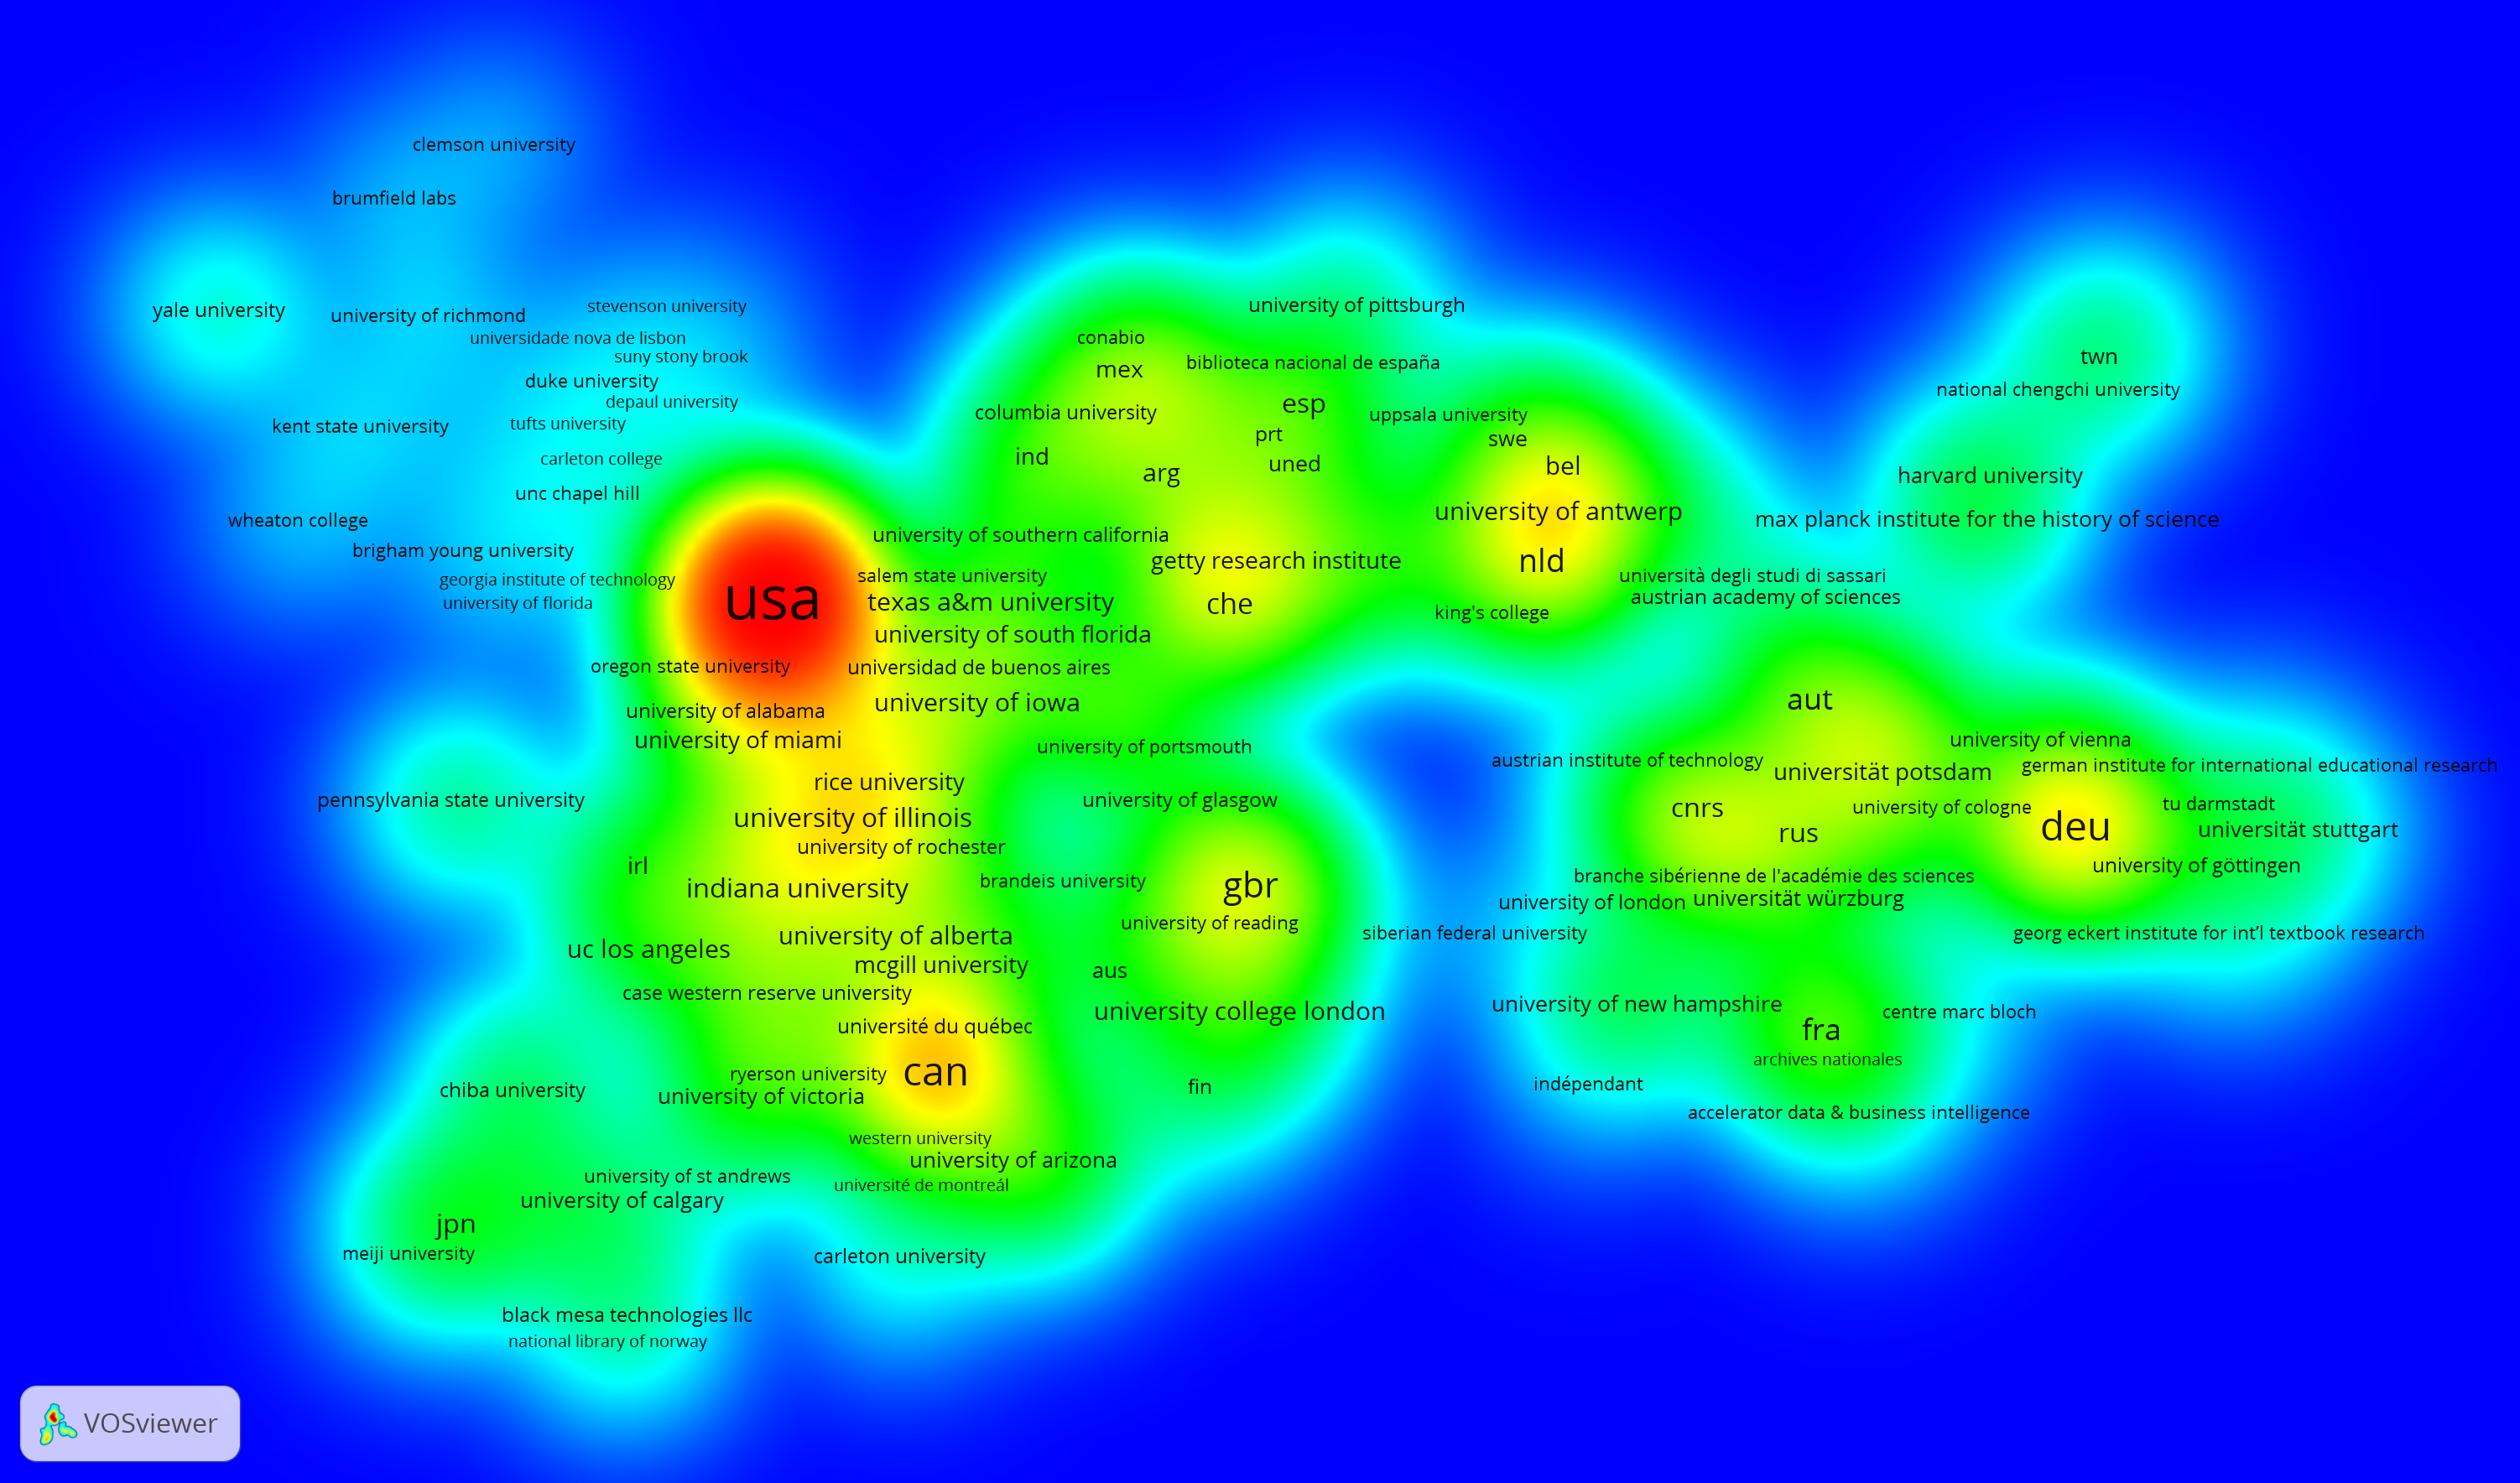 clemson university
brumfield labs
yale university
university of richmond
stevenson university
universidade nova de lisbon
suny stony brook
duke university
depaul university
kent state university
tufts university
carleton college
unc chapel hill
wheaton college
brigham young university
georgia institute of technology
university of florida
usa
oregon state university
university of alabama
university of miami
university of pittsburgh
conabio
mex
biblioteca nacional de españa
columbia university
esp
prt
uned
ind
arg
uppsala university
swe
bel
university of antwerp
nld
king's college
university of southern california
getty research institute
che
salem state university
texas a&m university
university of south florida
universidad de buenos aires
university of iowa
twn
national chengchi university
harvard university
max planck institute for the history of science
università degli studi di sassari
austrian academy of sciences
aut
university of vienna
austrian institute of technology
universität potsdam
german institute for international educational research
cnrs
university of cologne
rus
deu
tu darmstadt
universität stuttgart
university of göttingen
branche sibérienne de l'académie des sciences
university of london
universität würzburg
siberian federal university
georg eckert institute for int’l textbook research
university of new hampshire
fra
centre marc bloch
archives nationales
indépendant
accelerator data & business intelligence
university of portsmouth
rice university
pennsylvania state university
university of glasgow
university of illinois
university of rochester
irl
indiana university
brandeis university
gbr
university of reading
uc los angeles
university of alberta
mcgill university
aus
case western reserve university
university college london
université du québec
can
ryerson university
university of victoria
fin
chiba university
western university
university of arizona
university of st andrews
université de montreál
university of calgary
jpn
meiji university
carleton university
black mesa technologies llc
national library of norway
VOSviewer